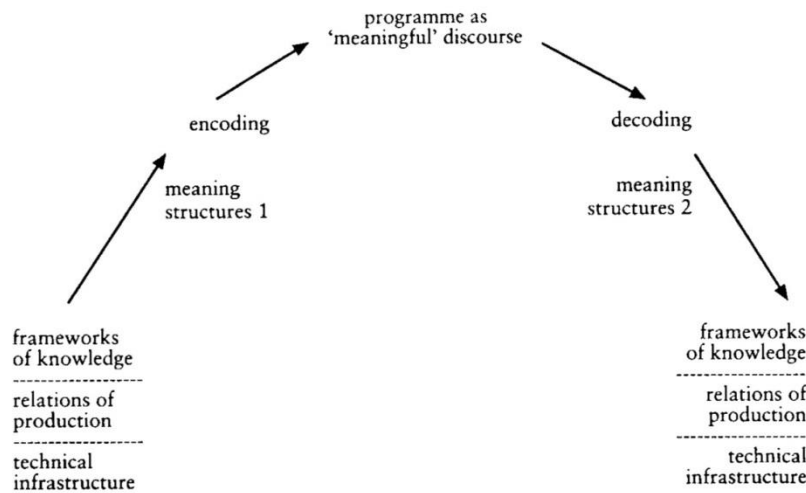 programme as
'meaningful' discourse
encoding
decoding
meaning
structures 1
meaning
structures 2
frameworks
of knowledge
relations of
production
technical
infrastructure
frameworks
of knowledge
relations of
production
technical
infrastructure